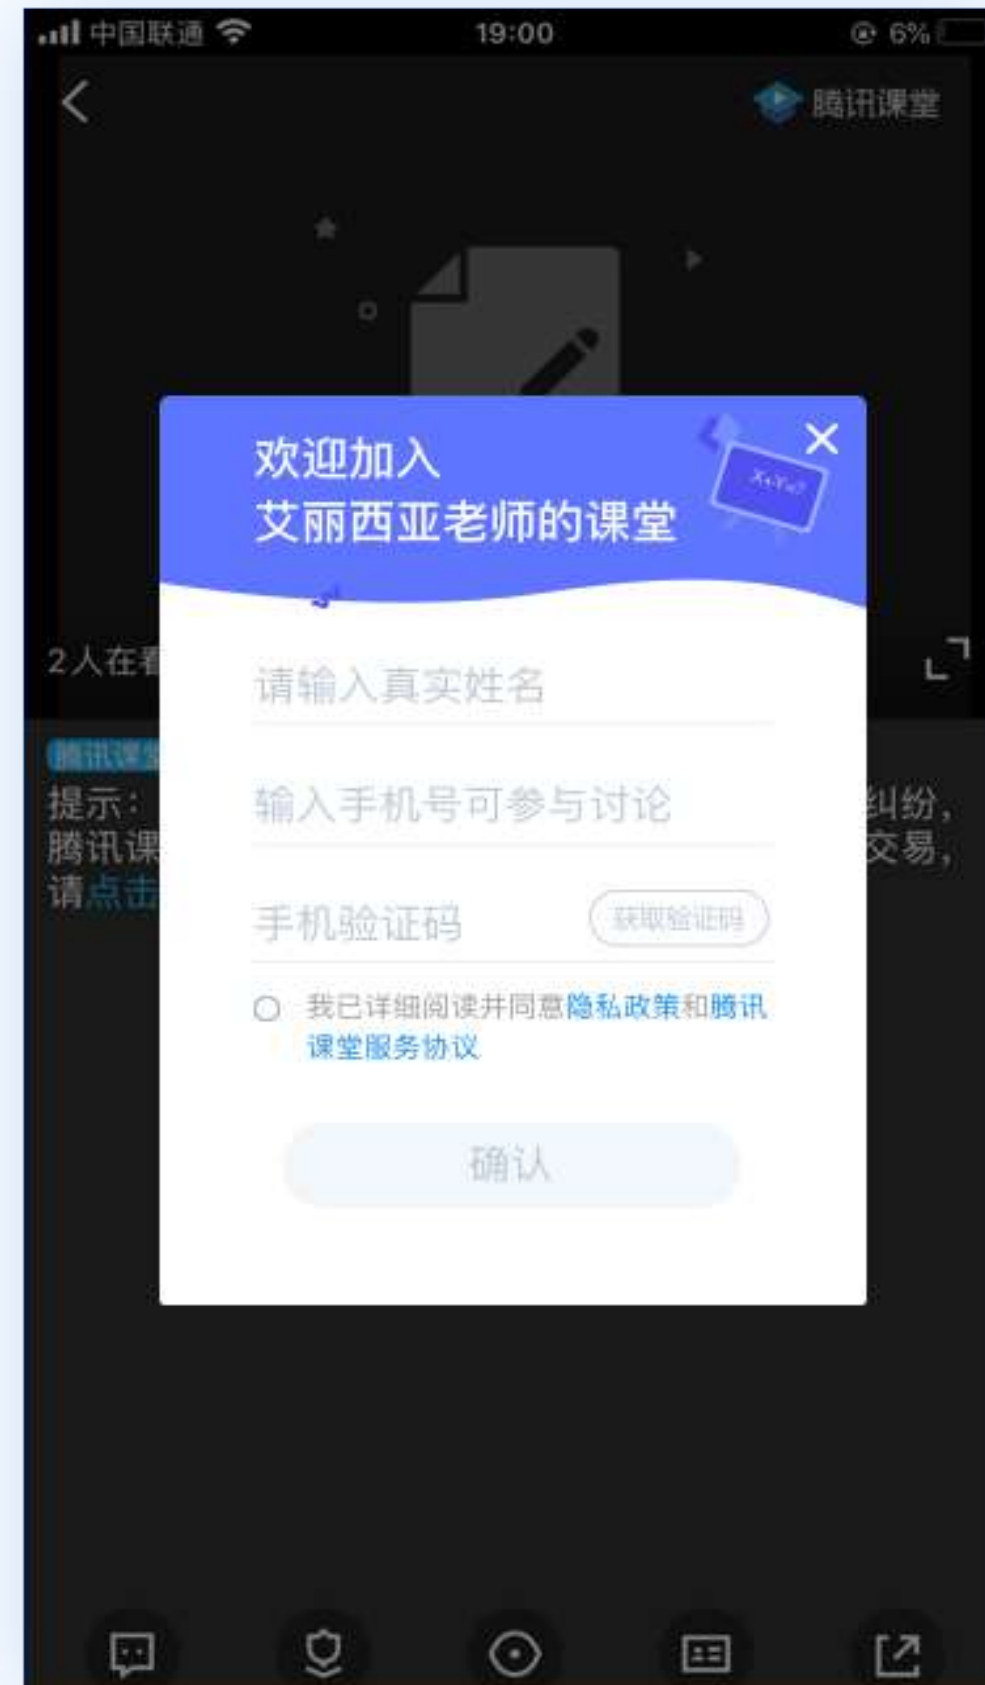 中国联通
19:00
6%
腾讯课堂
欢迎加入
艾丽西亚老师的课堂
X+Y=?
2人在看
请输入真实姓名
腾讯课堂
提示：
输入手机号可参与讨论
纠纷，
腾讯课
交易，
请点击
手机验证码
获取验证码
我已详细阅读并同意隐私政策和腾讯
课堂服务协议
确认